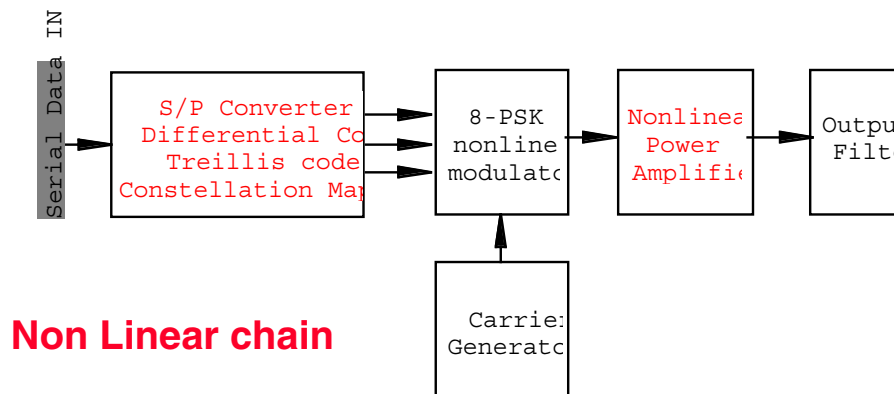 Serial Data IN
S/P Converter
Differential Co
Treillis code
Constellation Map
8-PSK
nonline
modulato
Nonlinea
Power
Amplifie
Outpu
Filt
Carrie
Generato
Non Linear chain